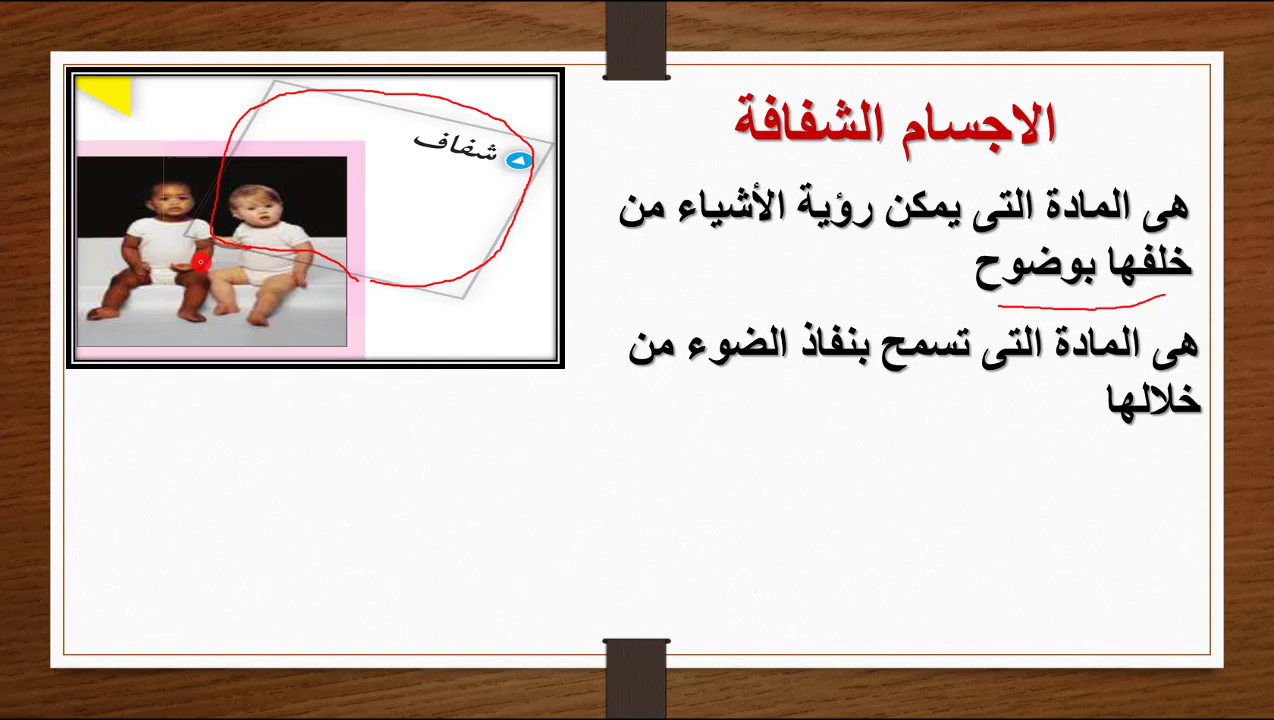 الاجسام الشفافة
هى المادة التى يمكن رؤية الأشياء من
خلفها بوضوح
هى المادة التى تسمح بنفاذ الضوء من
خلالها
شفاف